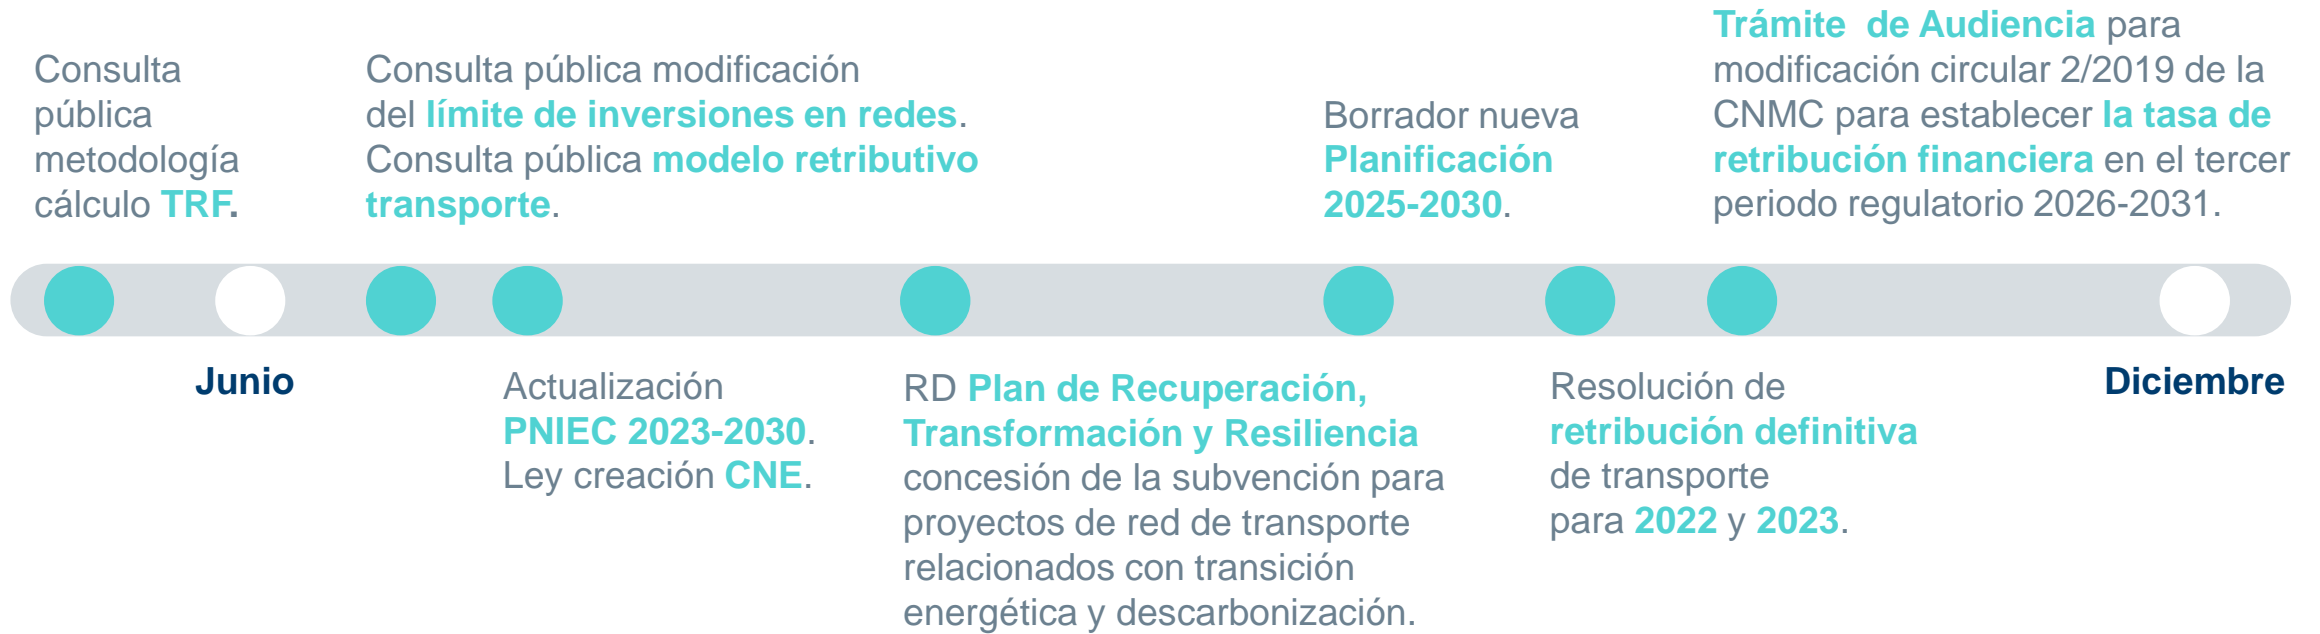 Consulta
pública
metodología
cálculo TRF.
Consulta pública modificación
del límite de inversiones en redes.
Consulta pública modelo retributivo
transporte.
Borrador nueva
Planificación
2025-2030.
Trámite de Audiencia para
modificación circular 2/2019 de la
CNMC para establecer la tasa de
retribución financiera en el tercer
periodo regulatorio 2026-2031.
Junio
Actualización
PNIEC 2023-2030.
Ley creación CNE.
RD Plan de Recuperación,
Transformación y Resiliencia
concesión de la subvención para
proyectos de red de transporte
relacionados con transición
energética y descarbonización.
Resolución de
retribución definitiva
de transporte
para 2022 y 2023.
Diciembre